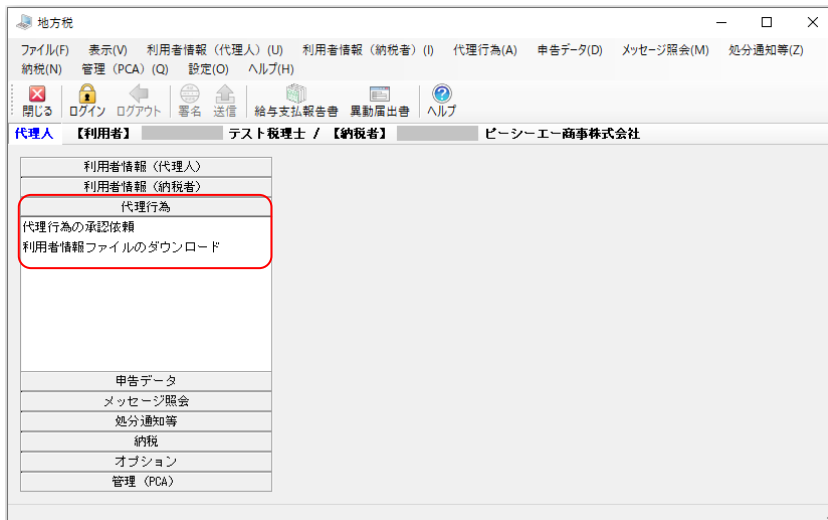 地方税
ファイル(F) 表示(V) 利用者情報（代理人）(U) 利用者情報（納税者）(I) 代理行為(A) 申告データ(D) メッセージ照会(M) 処分通知等(Z)
納税(N) 管理（PCA）(Q) 設定(O) ヘルプ(H)
閉じる ログイン ログアウト 署名 送信 給与支払報告書 異動届出書 ヘルプ
代理人 【利用者】 テスト税理士 / 【納税者】 ピーシーエー商事株式会社
利用者情報（代理人）
利用者情報（納税者）
代理行為
代理行為の承認依頼
利用者情報ファイルのダウンロード
申告データ
メッセージ照会
処分通知等
納税
オプション
管理（PCA）